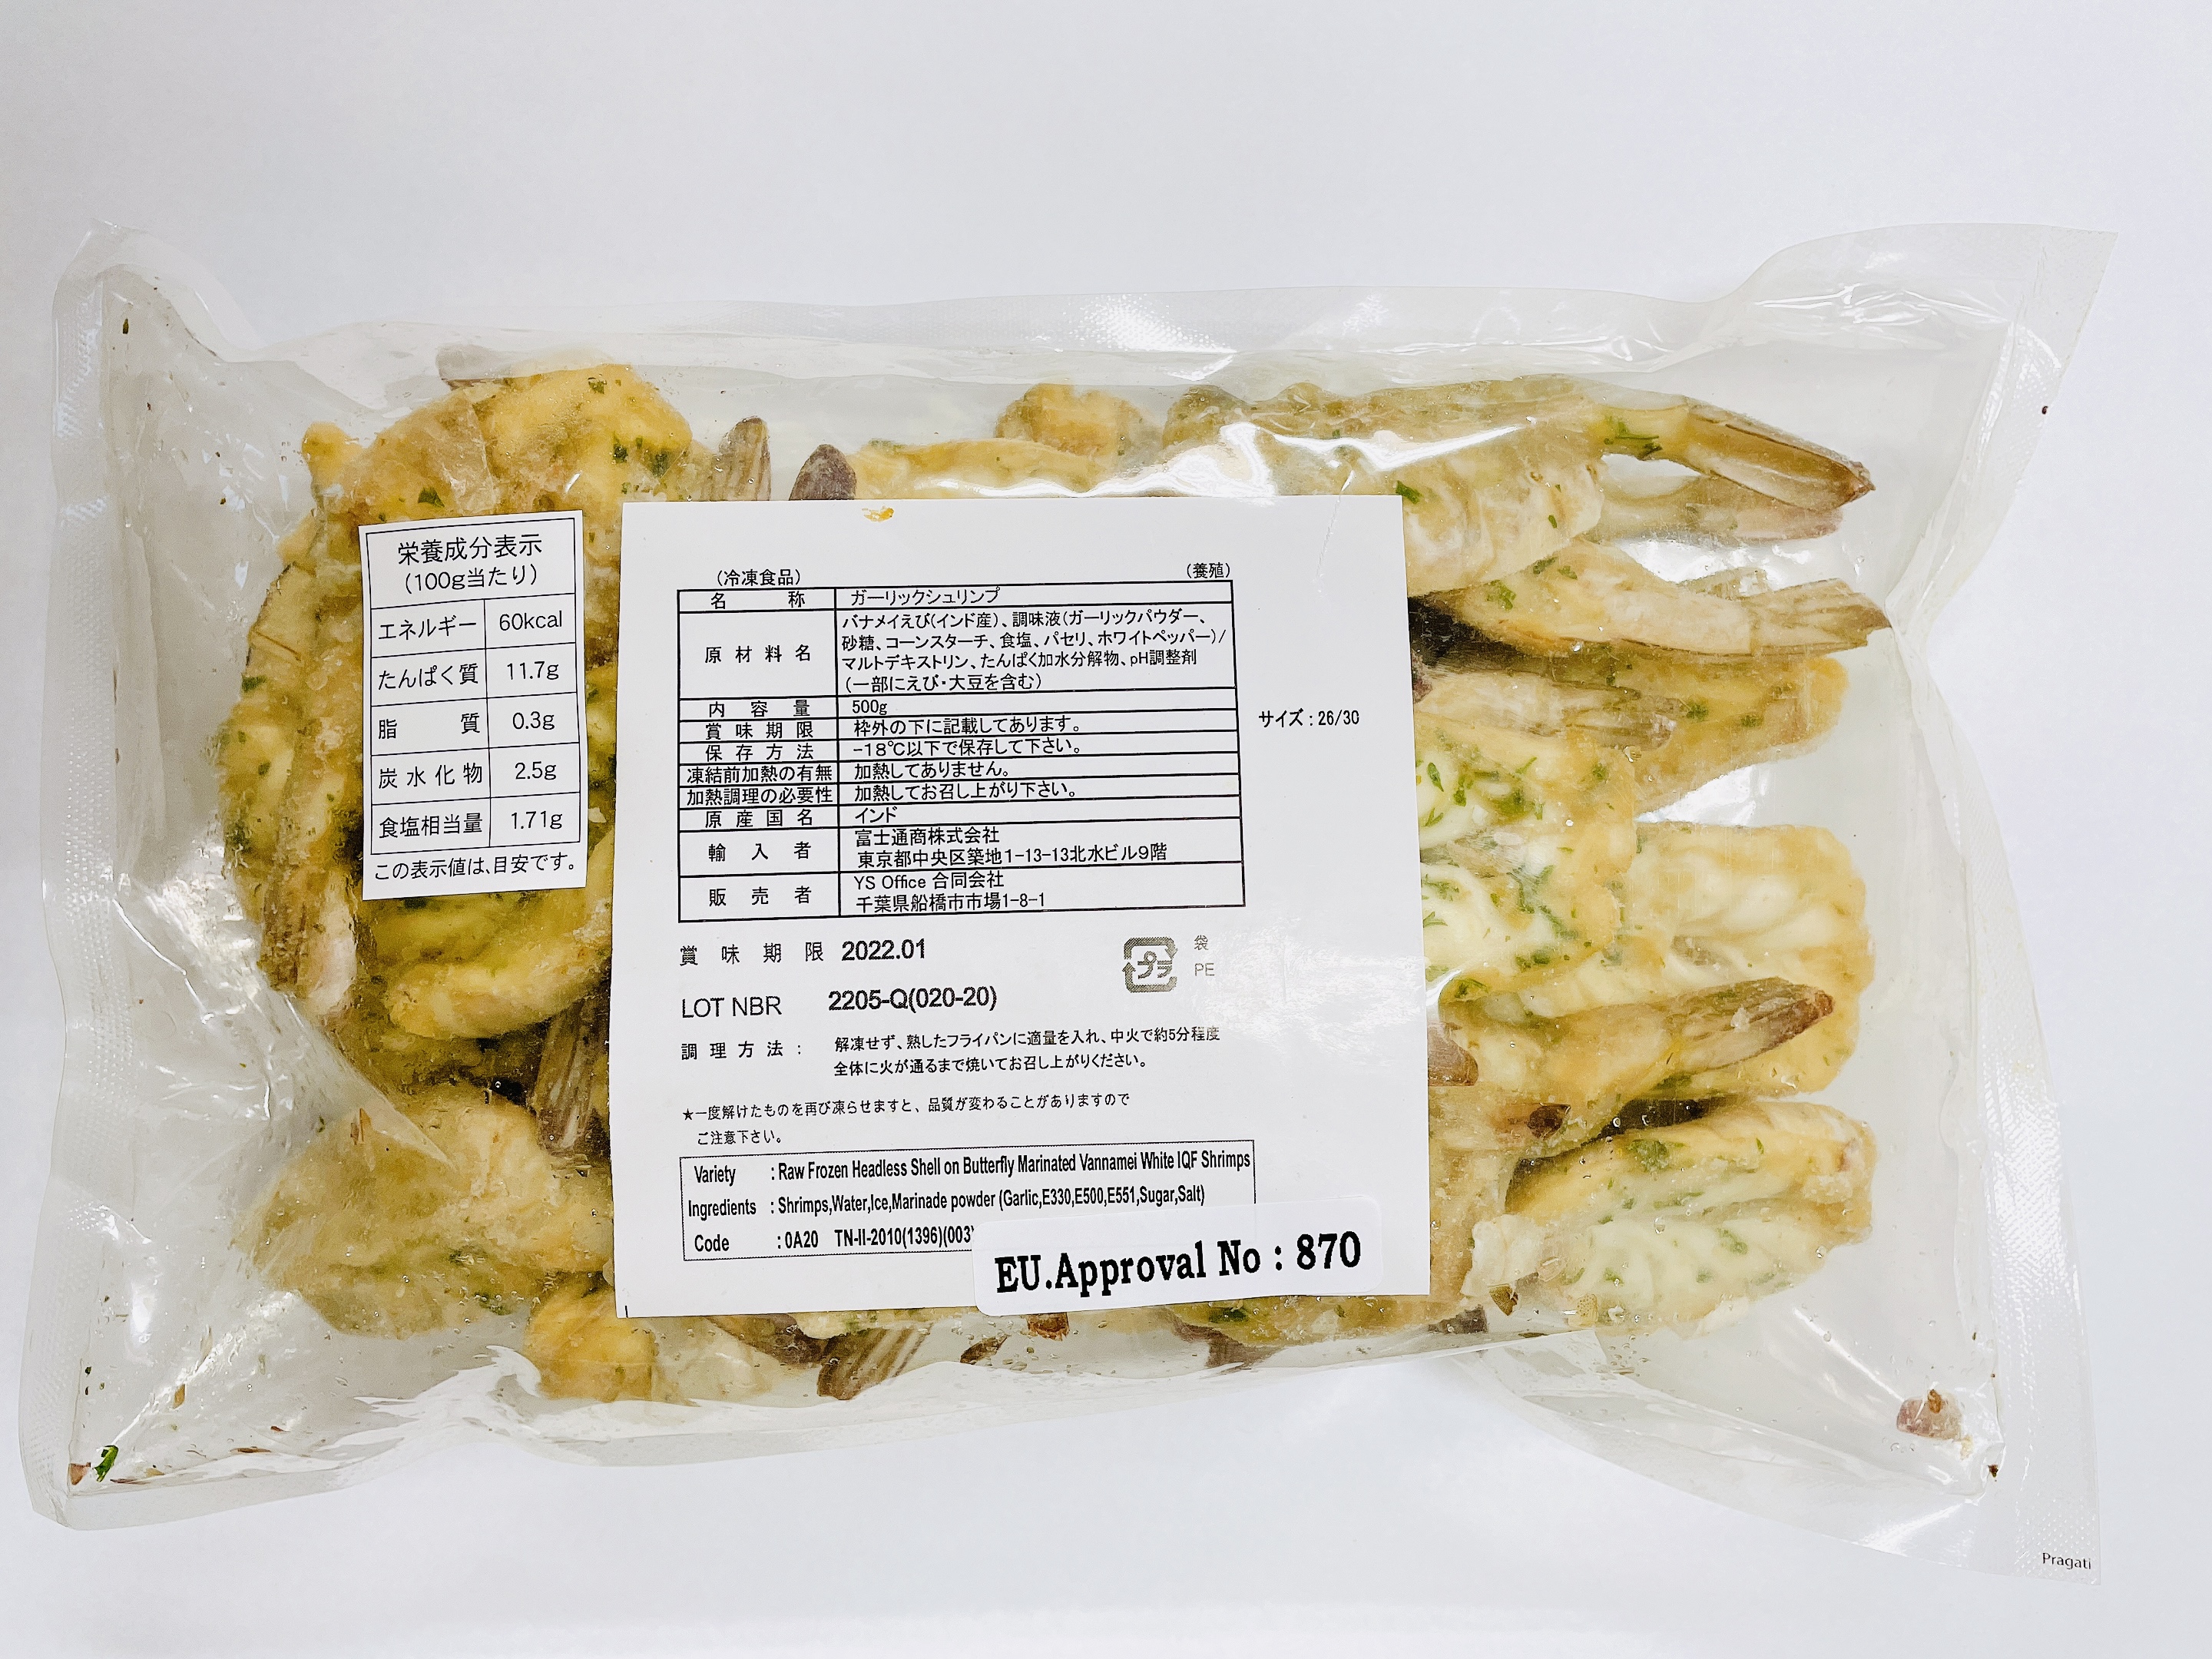 栄養成分表示
(100g当たり)
エネルギー 60kcal
たんぱく質 11.7g
脂質 0.3g
炭水化物 2.5g
食塩相当量 1.71g
この表示値は、目安です。
(冷凍食品) (養殖)
名称 ガーリックシュリンプ
原材料名 バナメイえび(インド産)、調味液(ガーリックパウダー、
砂糖、コーンスターチ、食塩、パセリ、ホワイトペッパー)/
マルトデキストリン、たんぱく加水分解物、pH調整剤
(一部にえび・大豆を含む)
内容量 500g
賞味期限 枠外の下に記載してあります。
保存方法 -18℃以下で保存して下さい。
凍結前加熱の有無 加熱してありません。
加熱調理の必要性 加熱してお召し上がり下さい。
原産国名 インド
輸入者 富士通商株式会社
東京都中央区築地1-13-13北水ビル9階
販売者 YS Office 合同会社
千葉県船橋市市場1-8-1
サイズ:26/30
賞味期限 2022.01
プラ
袋
PE
LOT NBR 2205-Q(020-20)
調理方法: 解凍せず、熟したフライパンに適量を入れ、中火で約5分程度
全体に火が通るまで焼いてお召し上がりください。
★一度解けたものを再び凍らせますと、品質が変わることがありますので
ご注意下さい。
Variety : Raw Frozen Headless Shell on Butterfly Marinated Vannamei White IQF Shrimps
Ingredients : Shrimps,Water,Ice,Marinade powder (Garlic,E330,E500,E551,Sugar,Salt)
Code : 0A20 TN-II-2010(1396)(003
EU.Approval No : 870
Pragati